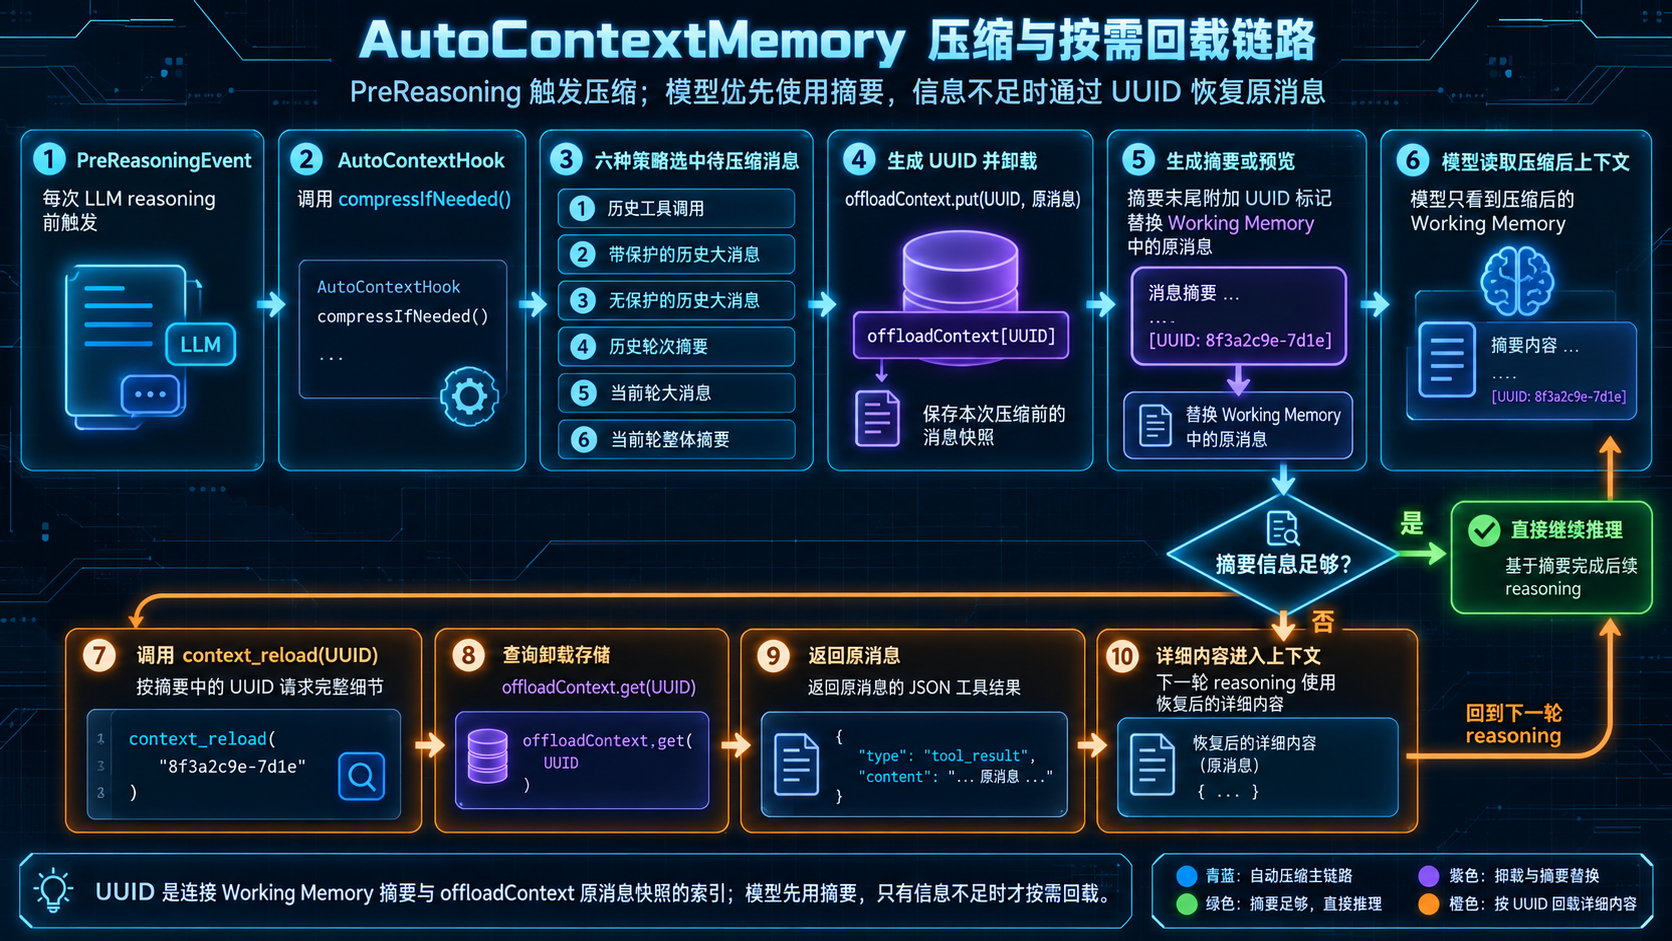 AutoContextMemory 压缩与按需回载链路
PreReasoning 触发压缩；模型优先使用摘要，信息不足时通过 UUID 恢复原消息
1 PreReasoningEvent
每次 LLM reasoning
前触发
LLM
2 AutoContextHook
调用 compressIfNeeded()
AutoContextHook
compressIfNeeded()
...
3 六种策略选中待压缩消息
1 历史工具调用
2 带保护的历史大消息
3 无保护的历史大消息
4 历史轮次摘要
5 当前轮大消息
6 当前轮整体摘要
4 生成 UUID 并卸载
offloadContext.put(UUID, 原消息)
offloadContext[UUID]
保存本次压缩前的
消息快照
5 生成摘要或预览
摘要末尾附加 UUID 标记
替换 Working Memory
中的原消息
消息摘要 ...
....
[UUID: 8f3a2c9e-7d1e]
替换 Working Memory
中的原消息
6 模型读取压缩后上下文
模型只看到压缩后的
Working Memory
摘要内容 ...
....
[UUID: 8f3a2c9e-7d1e]
摘要信息足够？
是
直接继续推理
基于摘要完成后续
reasoning
否
7 调用 context_reload(UUID)
按摘要中的 UUID 请求完整细节
1 context_reload(
3 "8f3a2c9e-7d1e"
3 )
8 查询卸载存储
offloadContext.get(UUID)
offloadContext.get(
UUID
)
9 返回原消息
返回原消息的 JSON 工具结果
{
"type": "tool_result",
"content": "... 原消息 ..."
}
10 详细内容进入上下文
下一轮 reasoning 使用
恢复后的详细内容
恢复后的详细内容
（原消息）
{ ... }
回到下一轮
reasoning
UUID 是连接 Working Memory 摘要与 offloadContext 原消息快照的索引；模型先用摘要，只有信息不足时才按需回载。
青蓝：自动压缩主链路
紫色：抑载与摘要替换
绿色：摘要足够，直接推理
橙色：按 UUID 回载详细内容